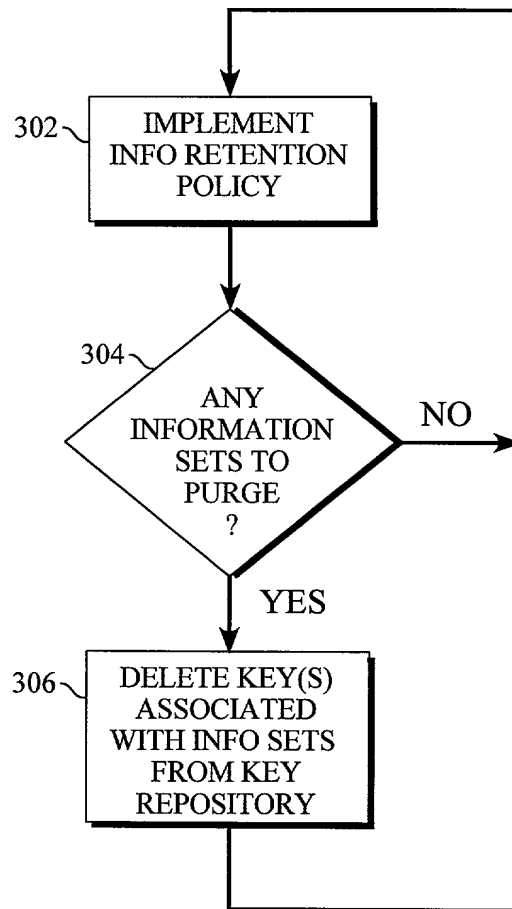 302
IMPLEMENT
INFO RETENTION
POLICY
304
ANY
INFORMATION
SETS TO
PURGE
?
NO
YES
306
DELETE KEY(S)
ASSOCIATED
WITH INFO SETS
FROM KEY
REPOSITORY